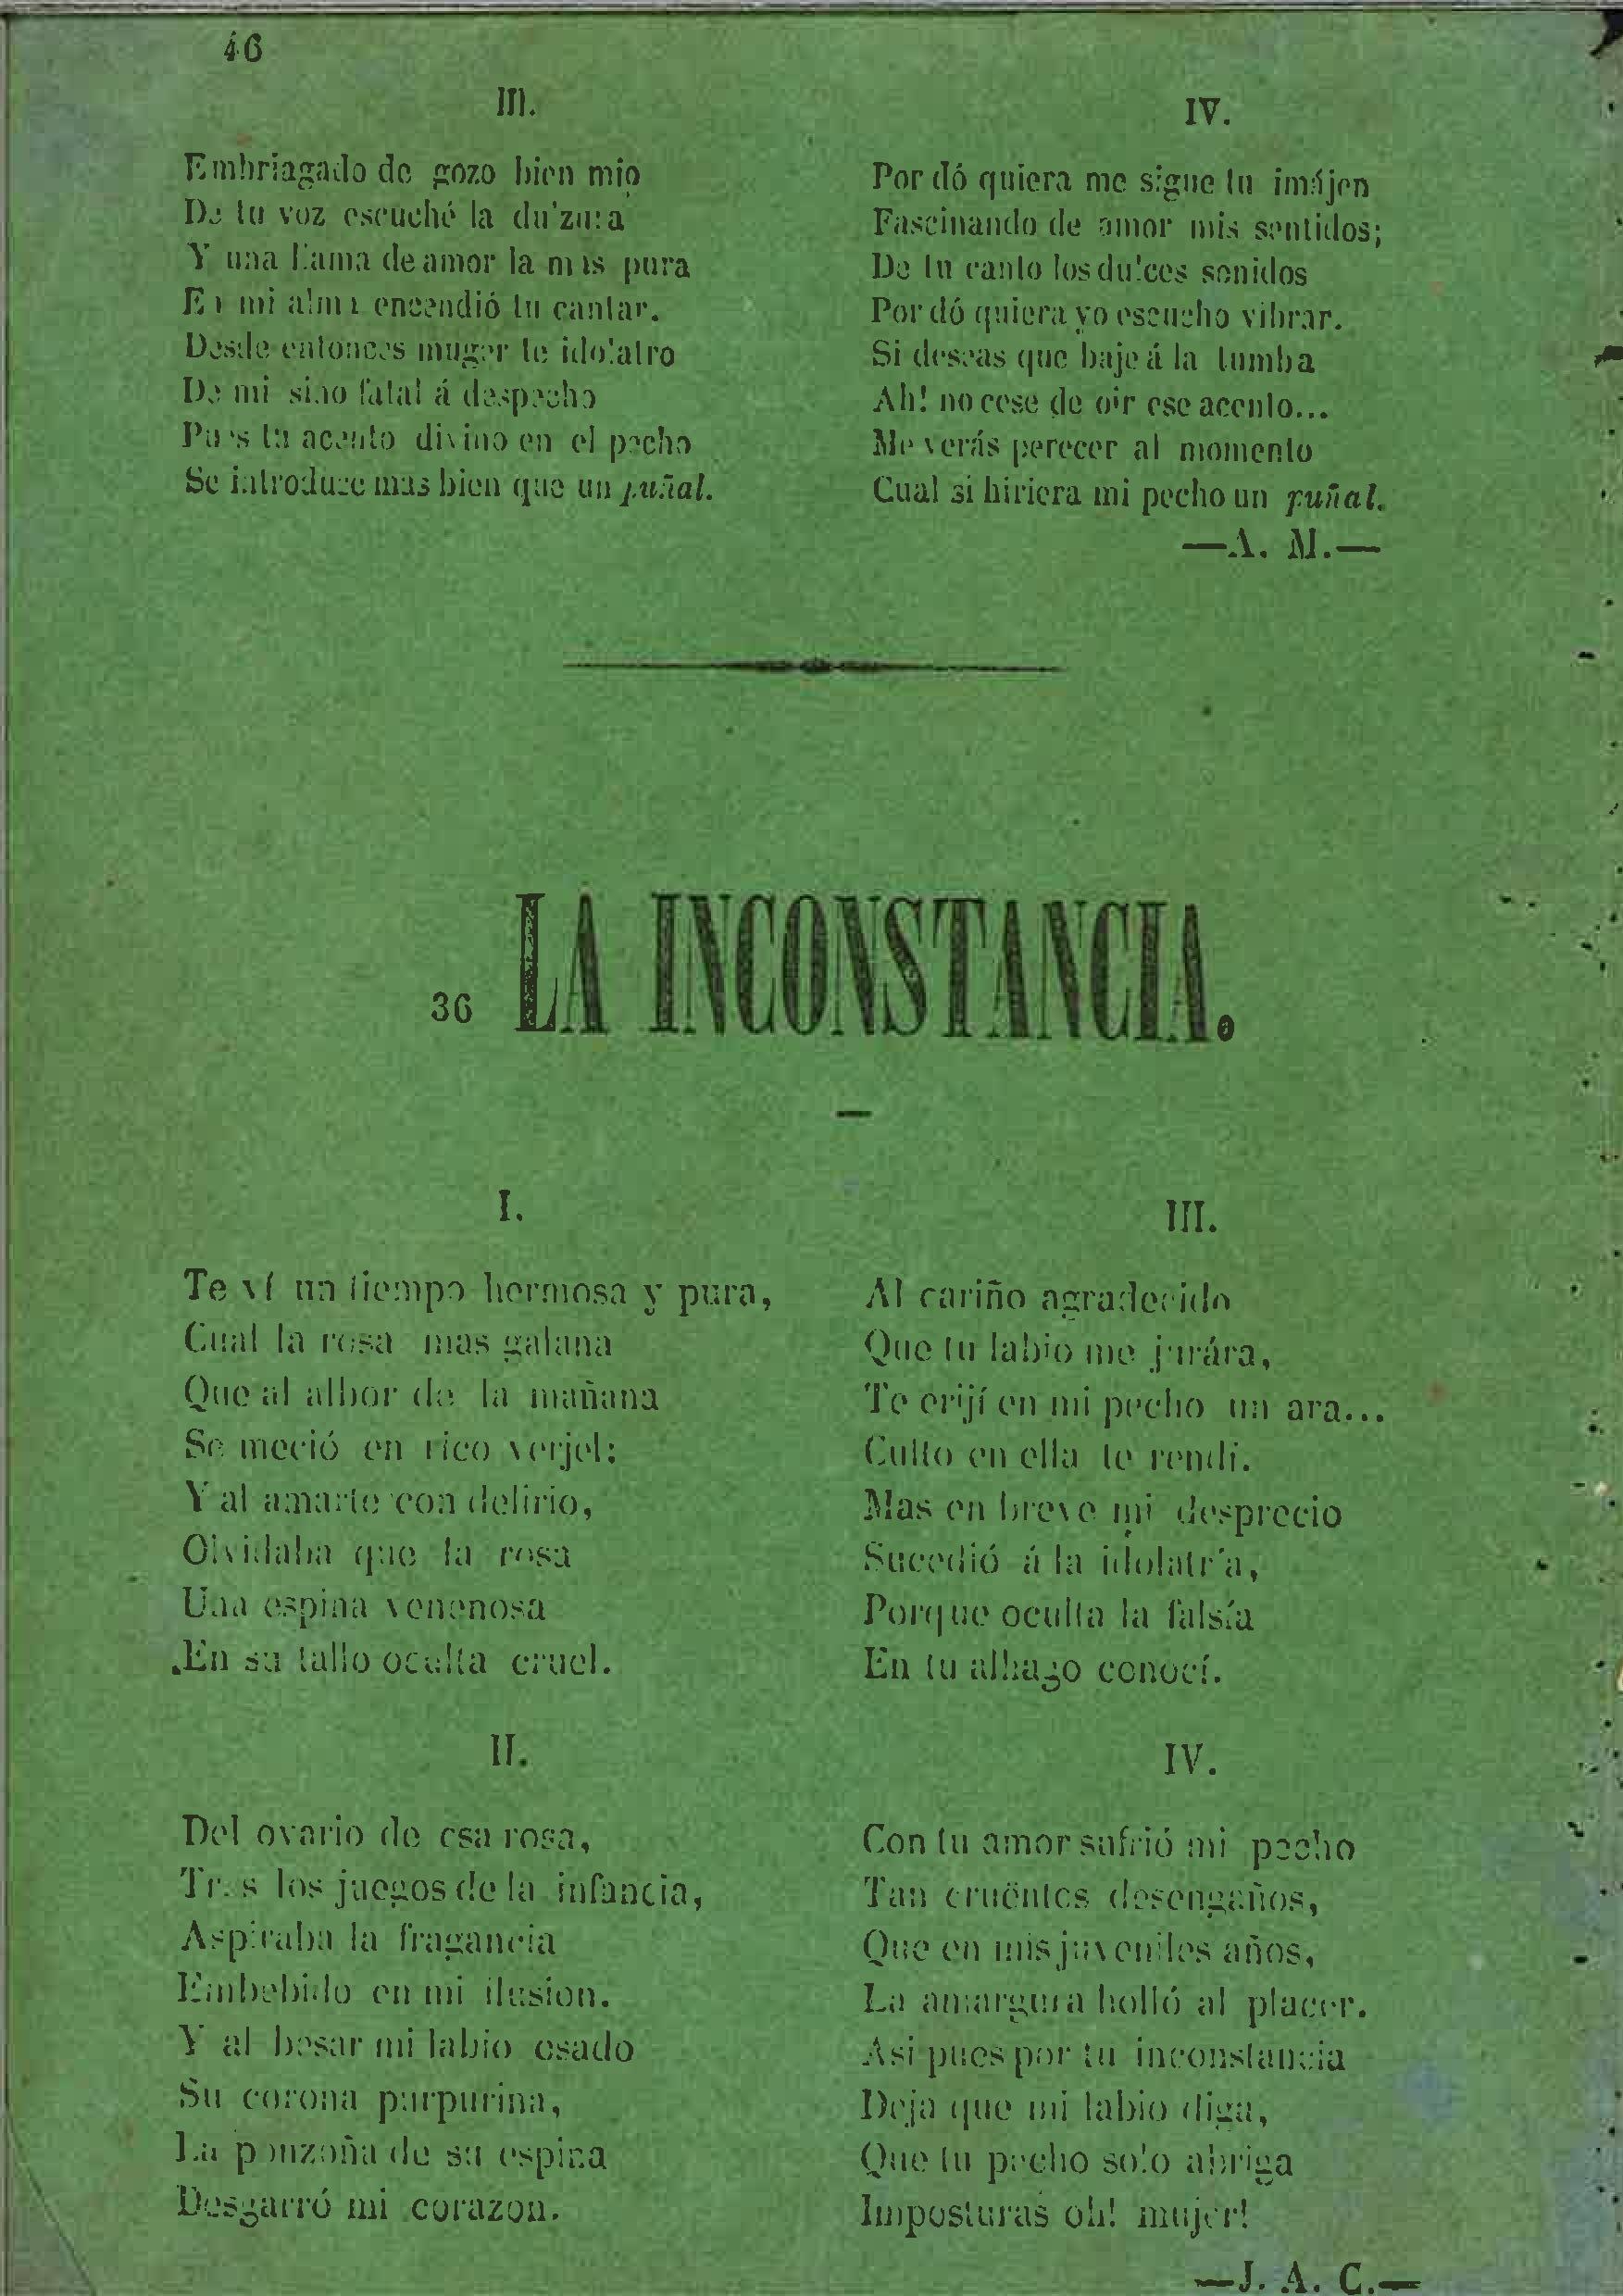 46
III.
Embriagado de gozo bien mio
De tu voz escuché la dulzura
Y una llama de amor la mas pura
En mi alma encendió tu cantar.
Desde entonces muger te idolatro
De mi sino fatal á despecho
Pues tu acento divino en el pecho
Se introduce mas bien que un puñal.
IV.
Por dó quiera me sigue tu imájen
Fascinando de amor mis sentidos;
De tu canto los dulces sonidos
Por dó quiera yo escucho vibrar.
Si deseas que baje á la tumba
Ah! no cese de oir ese acento...
Me verás perecer al momento
Cual si hiriera mi pecho un puñal.
—A. M.—
36 LA INCONSTANCIA.
I.
Te ví un tiempo hermosa y pura,
Cual la rosa mas galana
Que al albor de la mañana
Se meció en rico verjel:
Y al amarte con delirio,
Olvidaba que la rosa
Una espina venenosa
En su tallo oculta cruel.
II.
Del ovario de esa rosa,
Tras los juegos de la infancia,
Aspiraba la fragancia
Embebido en mi ilusion.
Y al besar mi labio osado
Su corona purpurina,
La ponzoña de su espina
Desgarró mi corazon.
III.
Al cariño agradecido
Que tu labio me jurára,
Te erijí en mi pecho un ara...
Culto en ella te rendí.
Mas en breve mi desprecio
Sucedió á la idolatría,
Porque oculta la falsía
En tu alhago conocí.
IV.
Con tu amor sufrió mi pecho
Tan cruentos desengaños,
Que en mis juveniles años,
La amargura holló al placer.
Asi pues por tu inconstancia
Deja que mi labio diga,
Que tu pecho solo abriga
Imposturas oh! mujer!
—J. A. C.—